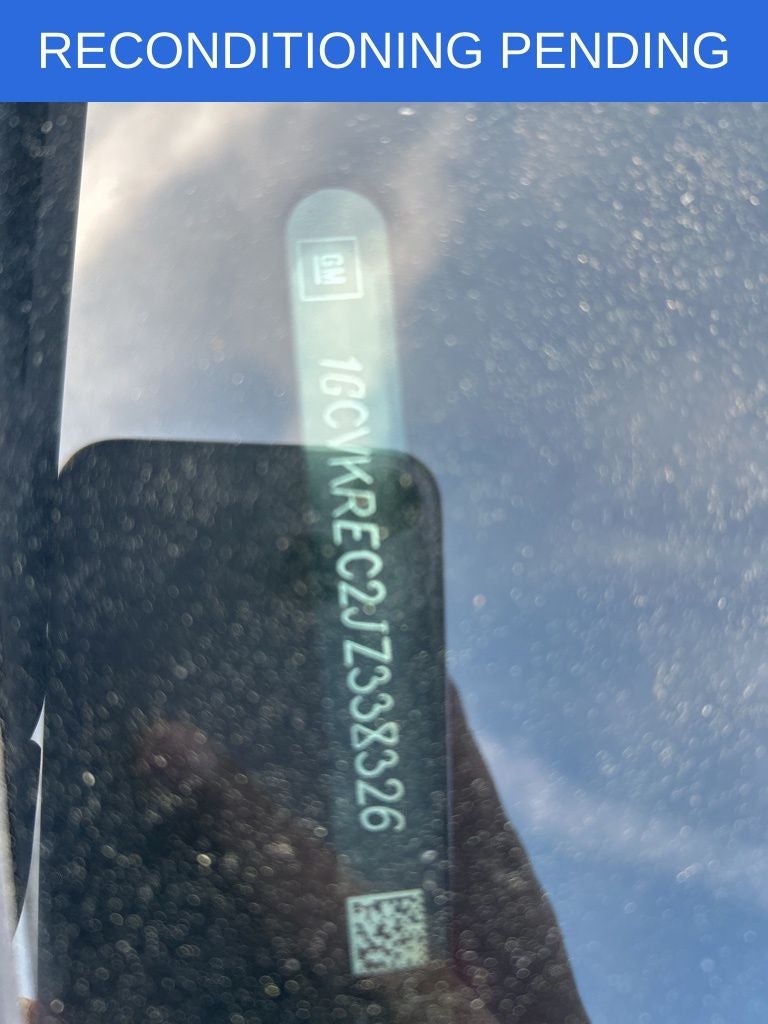 RECONDITIONING PENDING
GM
1GCVKREC2JZ338326